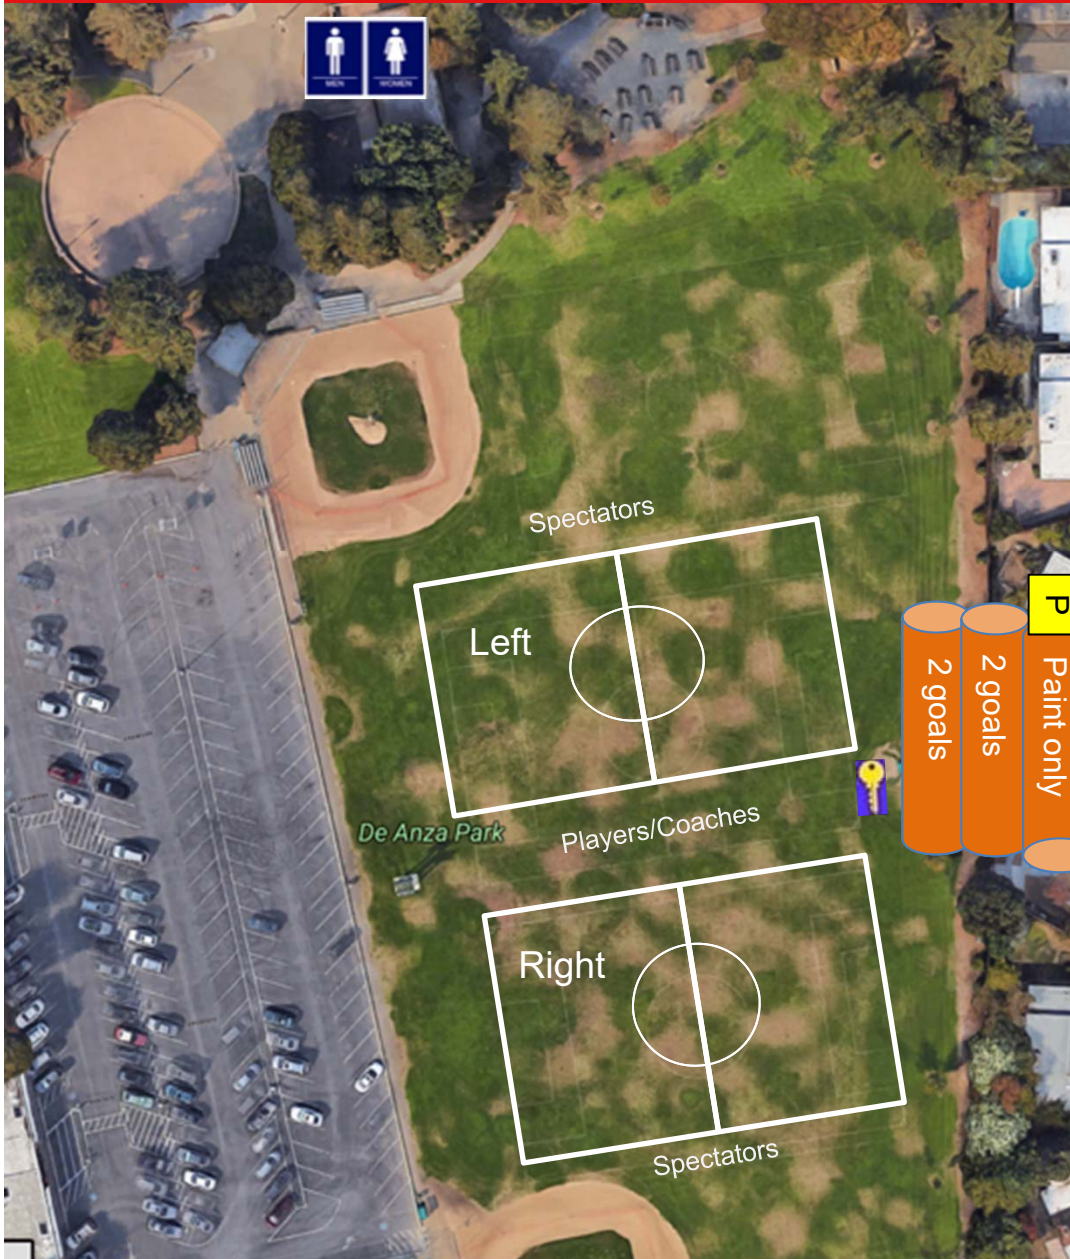 MEN WOMEN
Spectators
Left
P
2 goals
2 goals
Paint only
Players/Coaches
De Anza Park
Right
Spectators